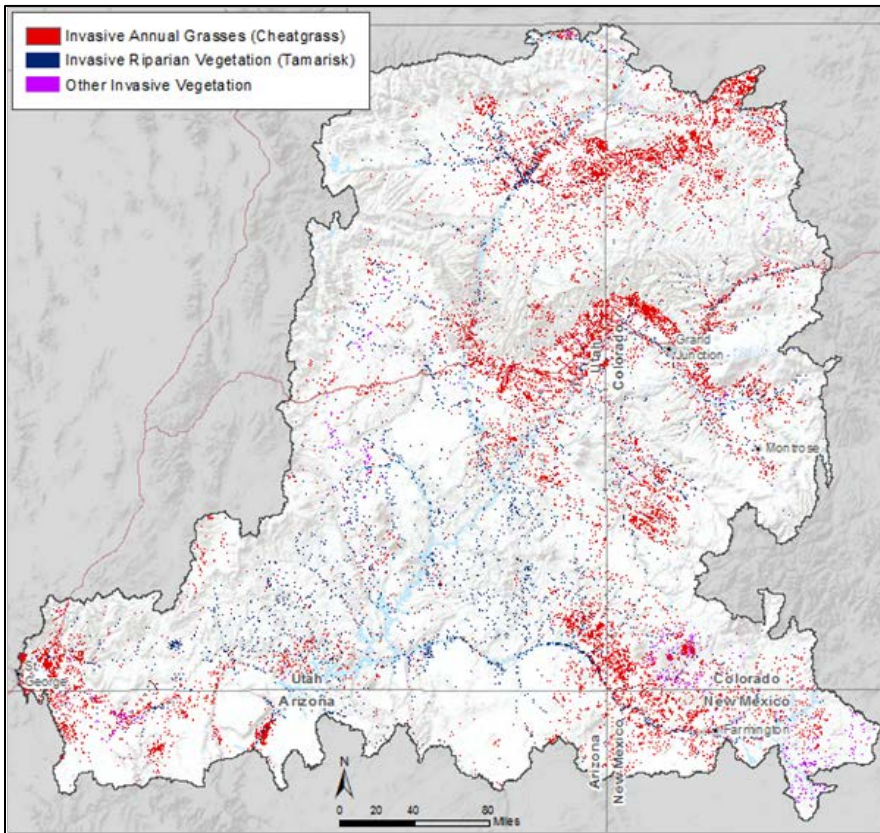 Invasive Annual Grasses (Cheatgrass)
Invasive Riparian Vegetation (Tamarisk)
Other Invasive Vegetation
Utah
Colorado
Grand
Junction
Montrose
St.
George
Utah
Arizona
Colorado
New Mexico
Farmington
Arizona
New Mexico
N
0 20 40 80
Miles